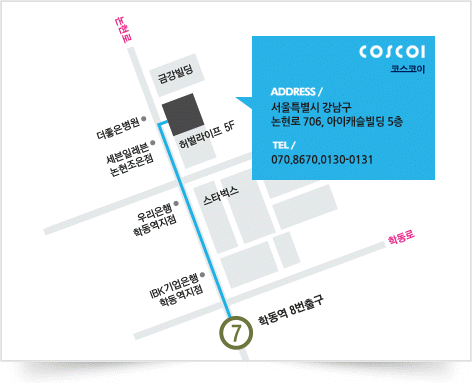 논현로
금강빌딩
COSCOI
코스코이
ADDRESS /
서울특별시 강남구
논현로 706, 아이캐슬빌딩 5층
TEL /
070.8670.0130-0131
더좋은병원
허벌라이프 5F
세븐일레븐
논현조은점
스타벅스
우리은행
학동역지점
학동로
IBK기업은행
학동역지점
학동역 8번출구
7